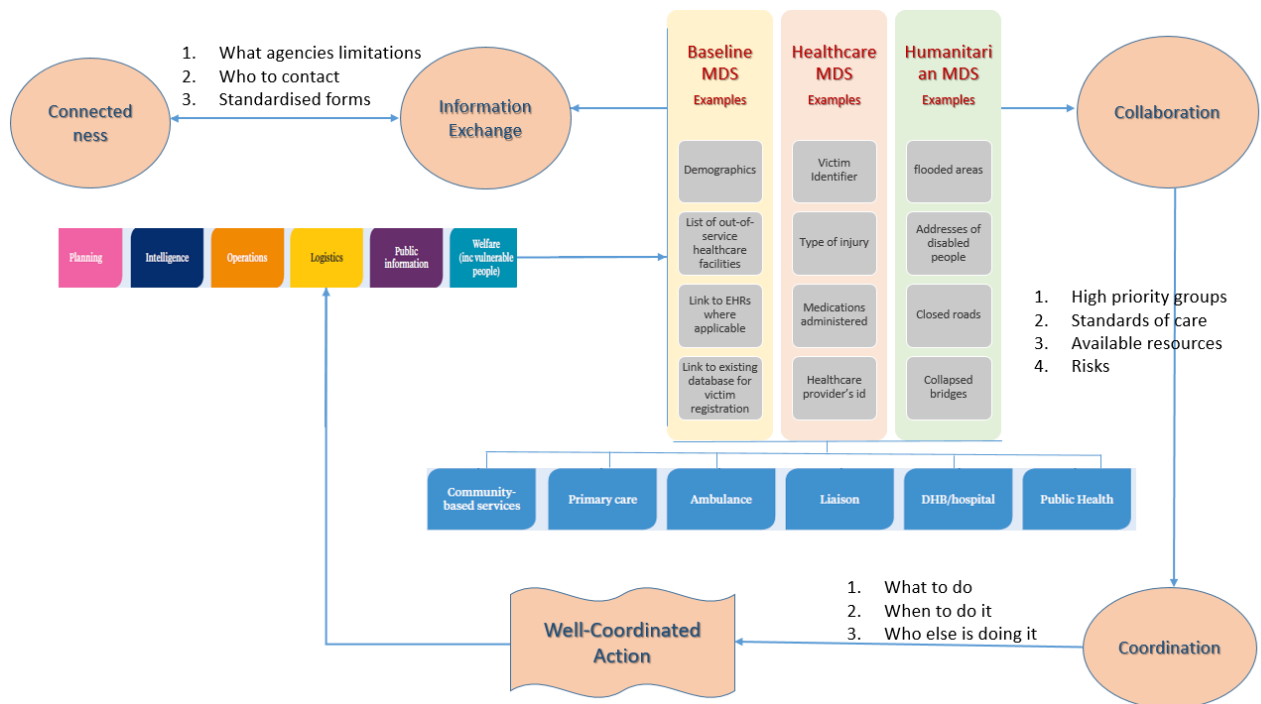 1. What agencies limitations
2. Who to contact
3. Standardised forms
Connected
ness
Information
Exchange
Baseline
MDS
Examples
Demographics
List of out-of-
service
healthcare
facilities
Link to EHRs
where
applicable
Link to existing
database for
victim
registration
Healthcare
MDS
Examples
Victim
Identifier
Type of injury
Medications
administered
Healthcare
provider's id
Humanitari
an MDS
Examples
flooded areas
Addresses of
disabled
people
Closed roads
Collapsed
bridges
Collaboration
Planning
Intelligence
Operations
Logistics
Public
information
Welfare
(inc vulnerable
people)
1. High priority groups
2. Standards of care
3. Available resources
4. Risks
Community-
based services
Primary care
Ambulance
Liaison
DHB/hospital
Public Health
1. What to do
2. When to do it
3. Who else is doing it
Well-Coordinated
Action
Coordination